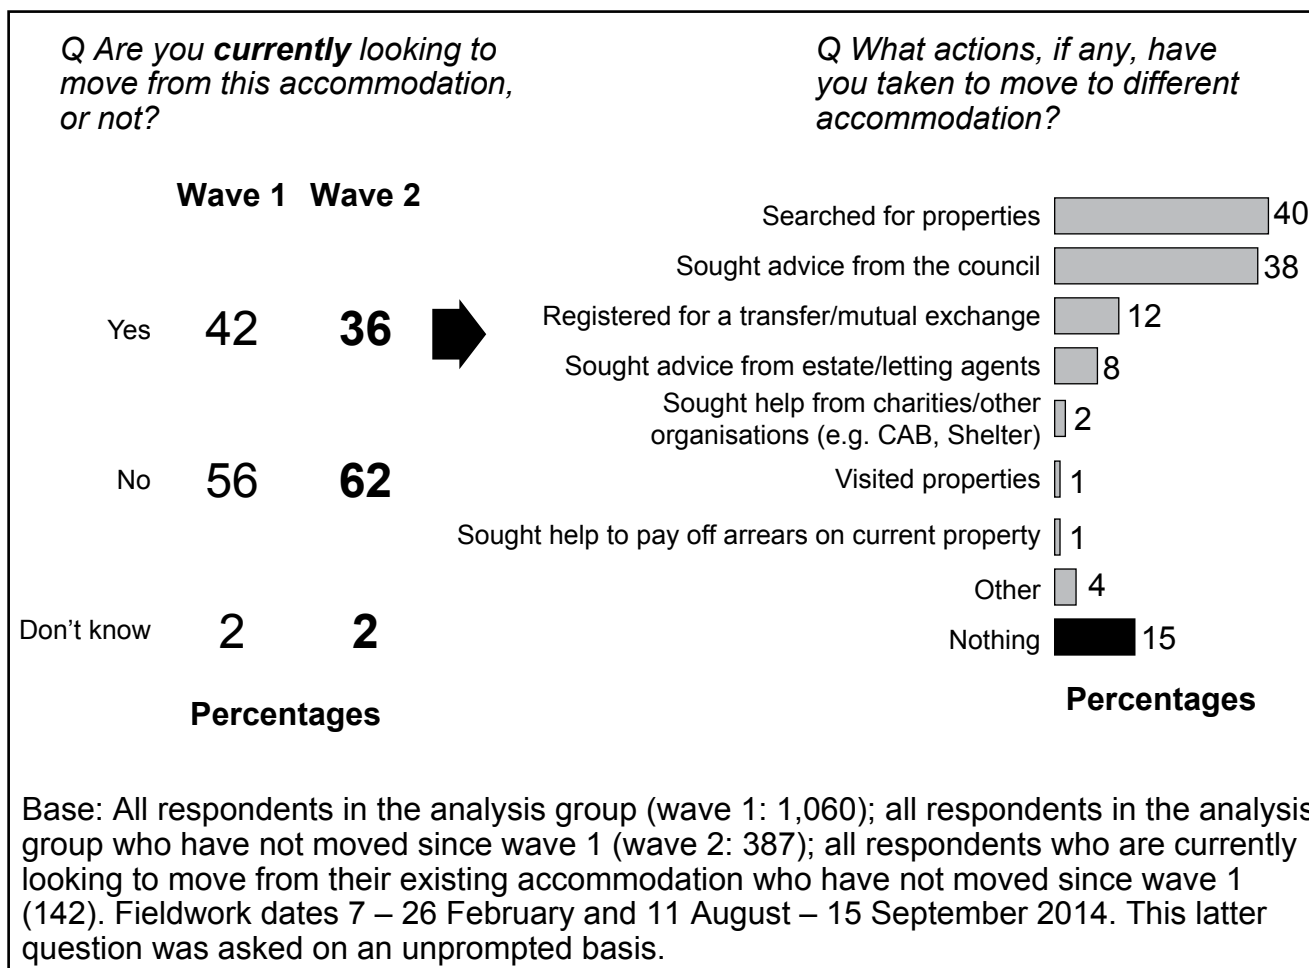 Q Are you currently looking to
move from this accommodation,
or not?
Wave 1 Wave 2
Yes 42 36
No 56 62
Don't know 2 2
Percentages
Q What actions, if any, have
you taken to move to different
accommodation?
Searched for properties 40
Sought advice from the council 38
Registered for a transfer/mutual exchange 12
Sought advice from estate/letting agents 8
Sought help from charities/other
organisations (e.g. CAB, Shelter) 2
Visited properties 1
Sought help to pay off arrears on current property 1
Other 4
Nothing 15
Percentages
Base: All respondents in the analysis group (wave 1: 1,060); all respondents in the analysis
group who have not moved since wave 1 (wave 2: 387); all respondents who are currently
looking to move from their existing accommodation who have not moved since wave 1
(142). Fieldwork dates 7 – 26 February and 11 August – 15 September 2014. This latter
question was asked on an unprompted basis.